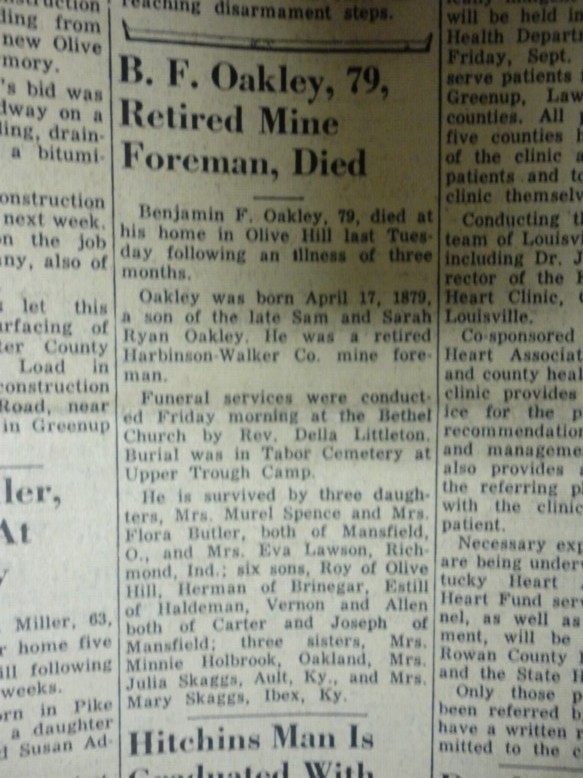 nstruction
ding from
new Olive
mory.
's bid was
dway on a
ling, drain-
a bitumi-
onstruction
next week.
on the job
ny, also of
let this
rfacing of
ter County
Load in
construction
Road, near
in Greenup
ler,
At
y
Miller, 63,
r home five
ill following
weeks.
rn in Pike
a daughter
d Susan Ad-
reaching disarmament steps.
B. F. Oakley, 79,
Retired Mine
Foreman, Died
Benjamin F. Oakley, 79, died at
his home in Olive Hill last Tues-
day following an illness of three
months.
Oakley was born April 17, 1879,
a son of the late Sam and Sarah
Ryan Oakley. He was a retired
Harbinson-Walker Co. mine fore-
man.
Funeral services were conduct-
ed Friday morning at the Bethel
Church by Rev. Della Littleton.
Burial was in Tabor Cemetery at
Upper Trough Camp.
He is survived by three daugh-
ters, Mrs. Murel Spence and Mrs.
Flora Butler, both of Mansfield,
O., and Mrs. Eva Lawson, Rich-
mond, Ind.; six sons, Roy of Olive
Hill, Herman of Brinegar, Estill
of Haldeman, Vernon and Allen
both of Carter and Joseph of
Mansfield; three sisters, Mrs.
Minnie Holbrook, Oakland, Mrs.
Julia Skaggs, Ault, Ky., and Mrs.
Mary Skaggs, Ibex, Ky.
Hitchins Man Is
Graduated With
will be held in
Health Departm
Friday, Sept.
serve patients
Greenup, Law
counties. All
five counties h
of the clinic a
patients and to
clinic themselv
Conducting t
team of Louisv
including Dr. J
rector of the
Heart Clinic,
Louisville.
Co-sponsored
Heart Associat
and county heal
clinic provides
ice for the p
recommendation
and manageme
also provides
the referring p
with the clinic
patient.
Necessary exp
are being under
tucky Heart
Heart Fund serv
nel, as well as
ment, will be
Rowan County
and the State H
Only those p
been referred b
have a written r
mitted to the c